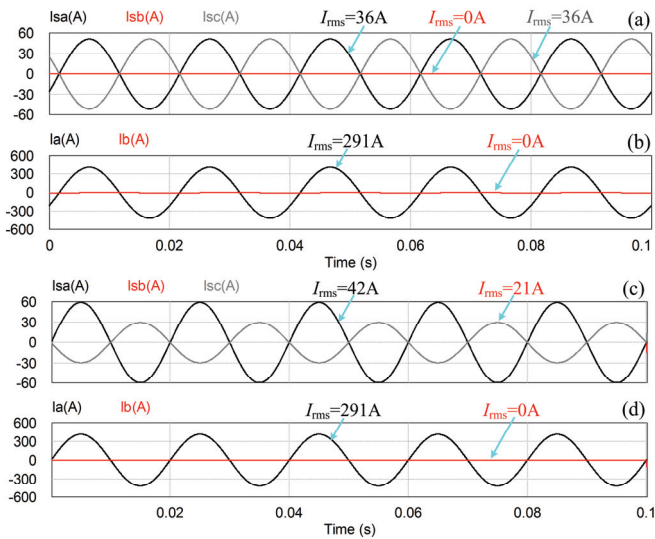 Isa(A) Isb(A) Isc(A) Irms=36A Irms=0A Irms=36A (a)
60
30
0
-30
-60
Ia(A) Ib(A) Irms=291A Irms=0A (b)
600
300
0
-300
-600
0 0.02 0.04 0.06 0.08 0.1
Time (s)
Isa(A) Isb(A) Isc(A) Irms=42A Irms=21A (c)
60
30
0
-30
-60
Ia(A) Ib(A) Irms=291A Irms=0A (d)
600
300
0
-300
-600
0.02 0.04 0.06 0.08 0.1
Time (s)